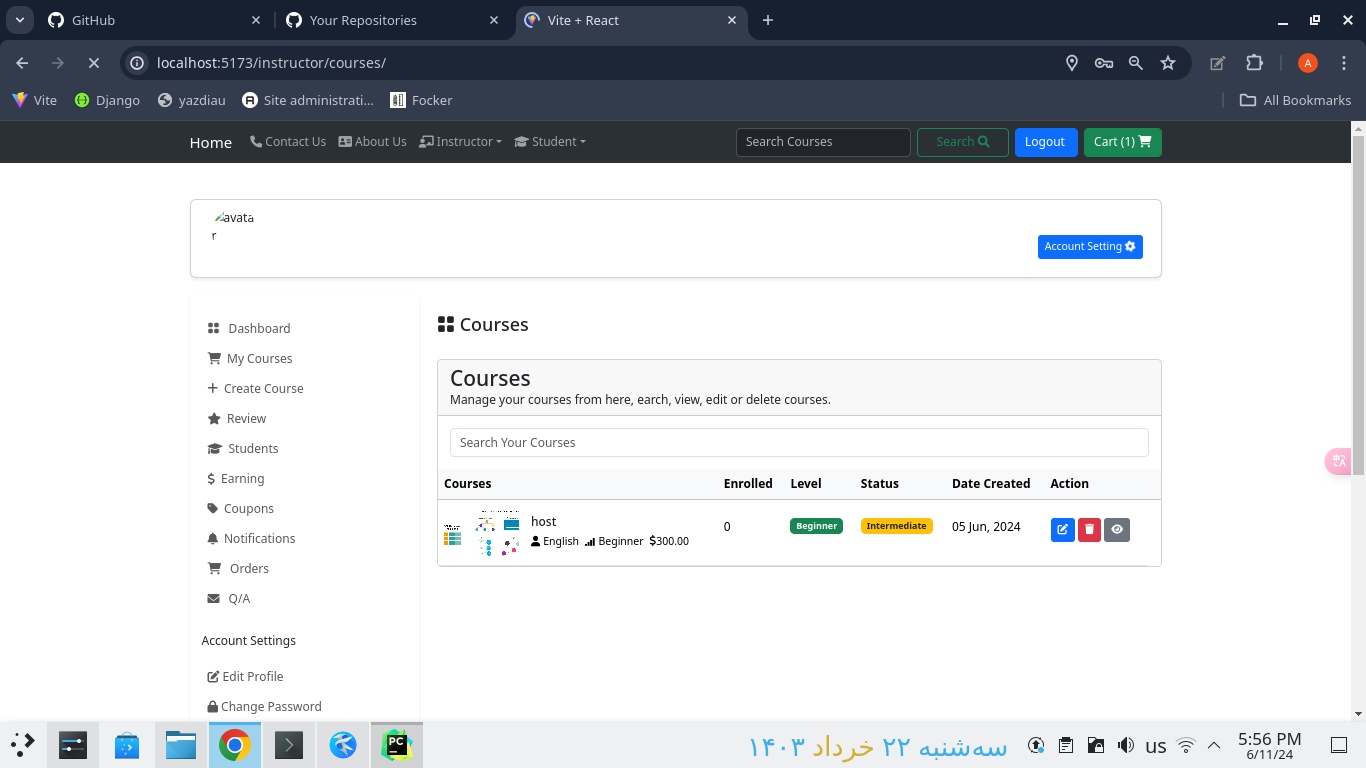 GitHub
Your Repositories
Vite + React
localhost:5173/instructor/courses/
A
Vite
Django
yazdiau
Site administrati...
Focker
All Bookmarks
Home
Contact Us
About Us
Instructor
Student
Search Courses
Search
Logout
Cart (1)
avata
r
Account Setting
Dashboard
My Courses
Create Course
Review
Students
Earning
Coupons
Notifications
Orders
Q/A
Account Settings
Edit Profile
Change Password
Courses
Courses
Manage your courses from here, earch, view, edit or delete courses.
Search Your Courses
Courses Enrolled Level Status Date Created Action
host
0 Beginner Intermediate 05 Jun, 2024
English Beginner $300.00
PC
سه‌شنبه ۲۲ خرداد ۱۴۰۳
us
5:56 PM
6/11/24